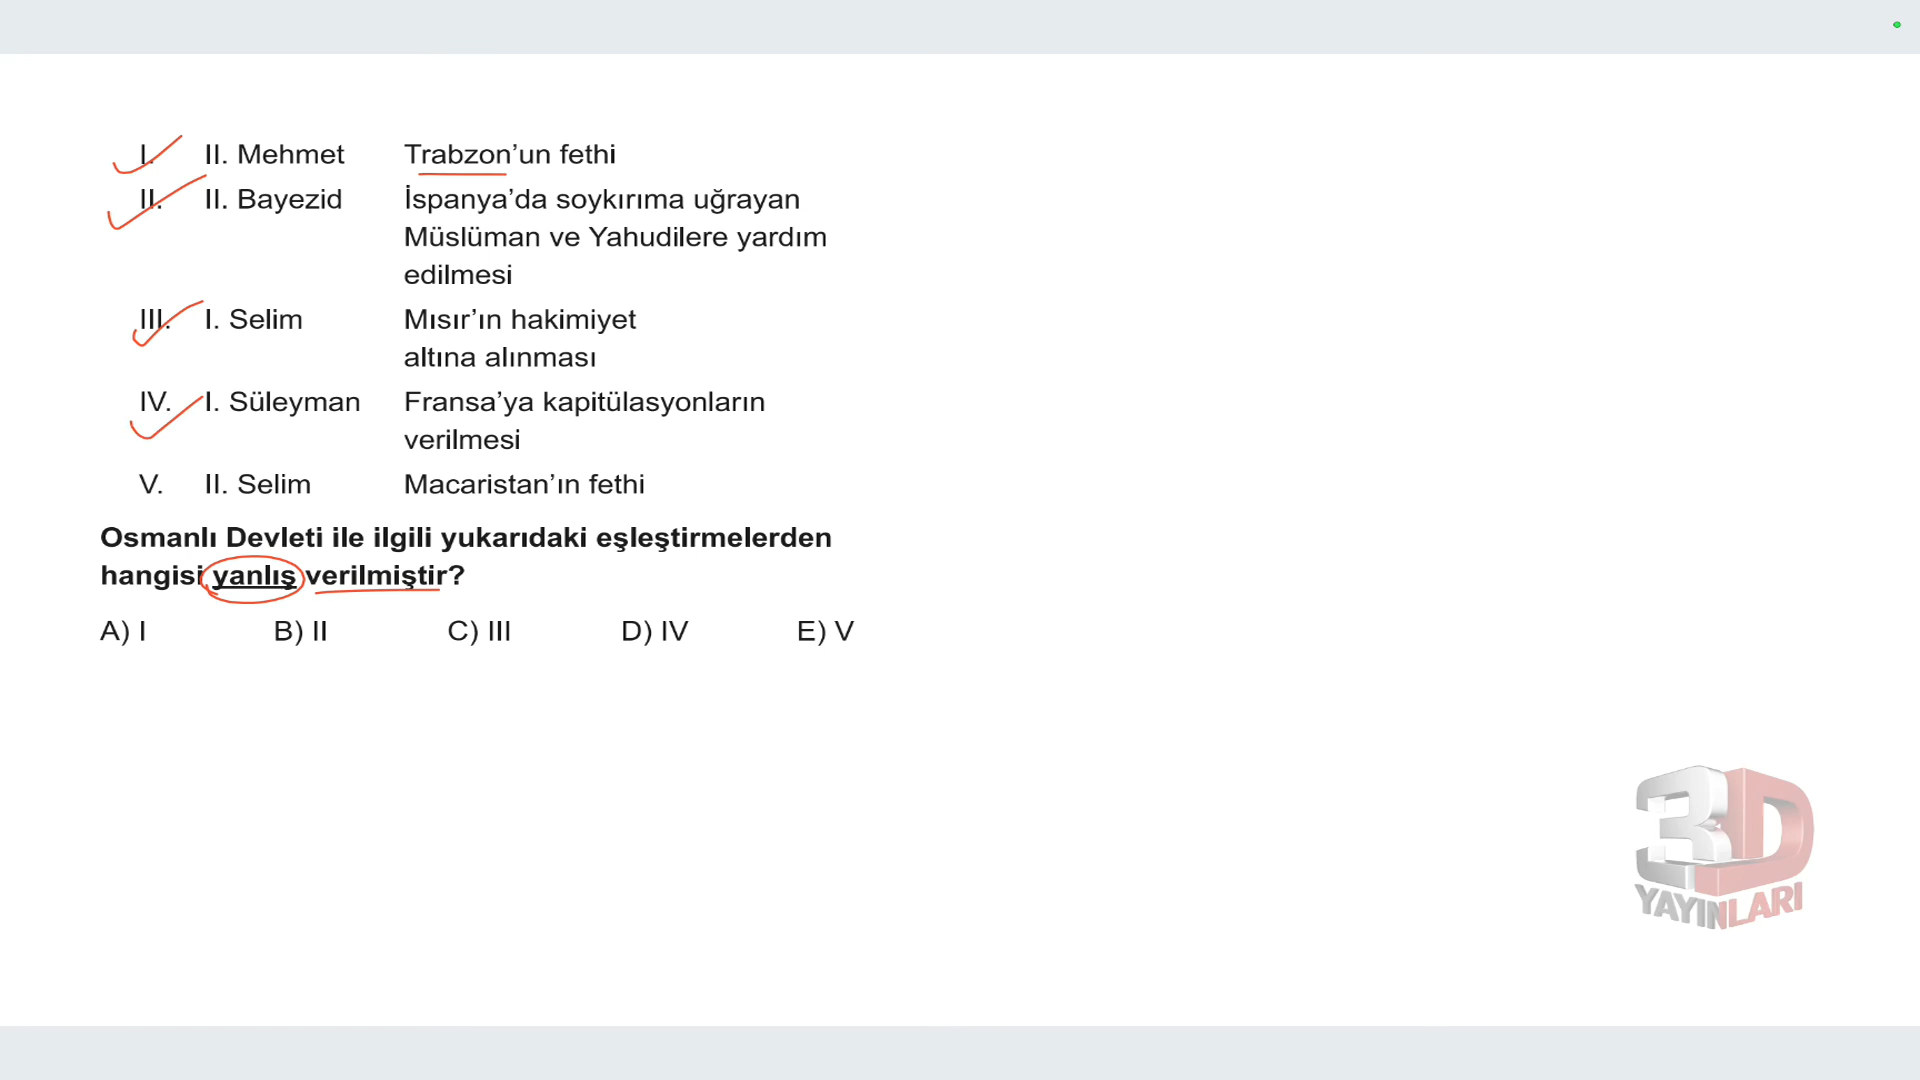 I. II. Mehmet Trabzon’un fethi
II. II. Bayezid İspanya’da soykırıma uğrayan
Müslüman ve Yahudilere yardım
edilmesi
III. I. Selim Mısır’ın hakimiyet
altına alınması
IV. I. Süleyman Fransa’ya kapitülasyonların
verilmesi
V. II. Selim Macaristan’ın fethi
Osmanlı Devleti ile ilgili yukarıdaki eşleştirmelerden
hangisi yanlış verilmiştir?
A) I B) II C) III D) IV E) V
3D
YAYINLARI